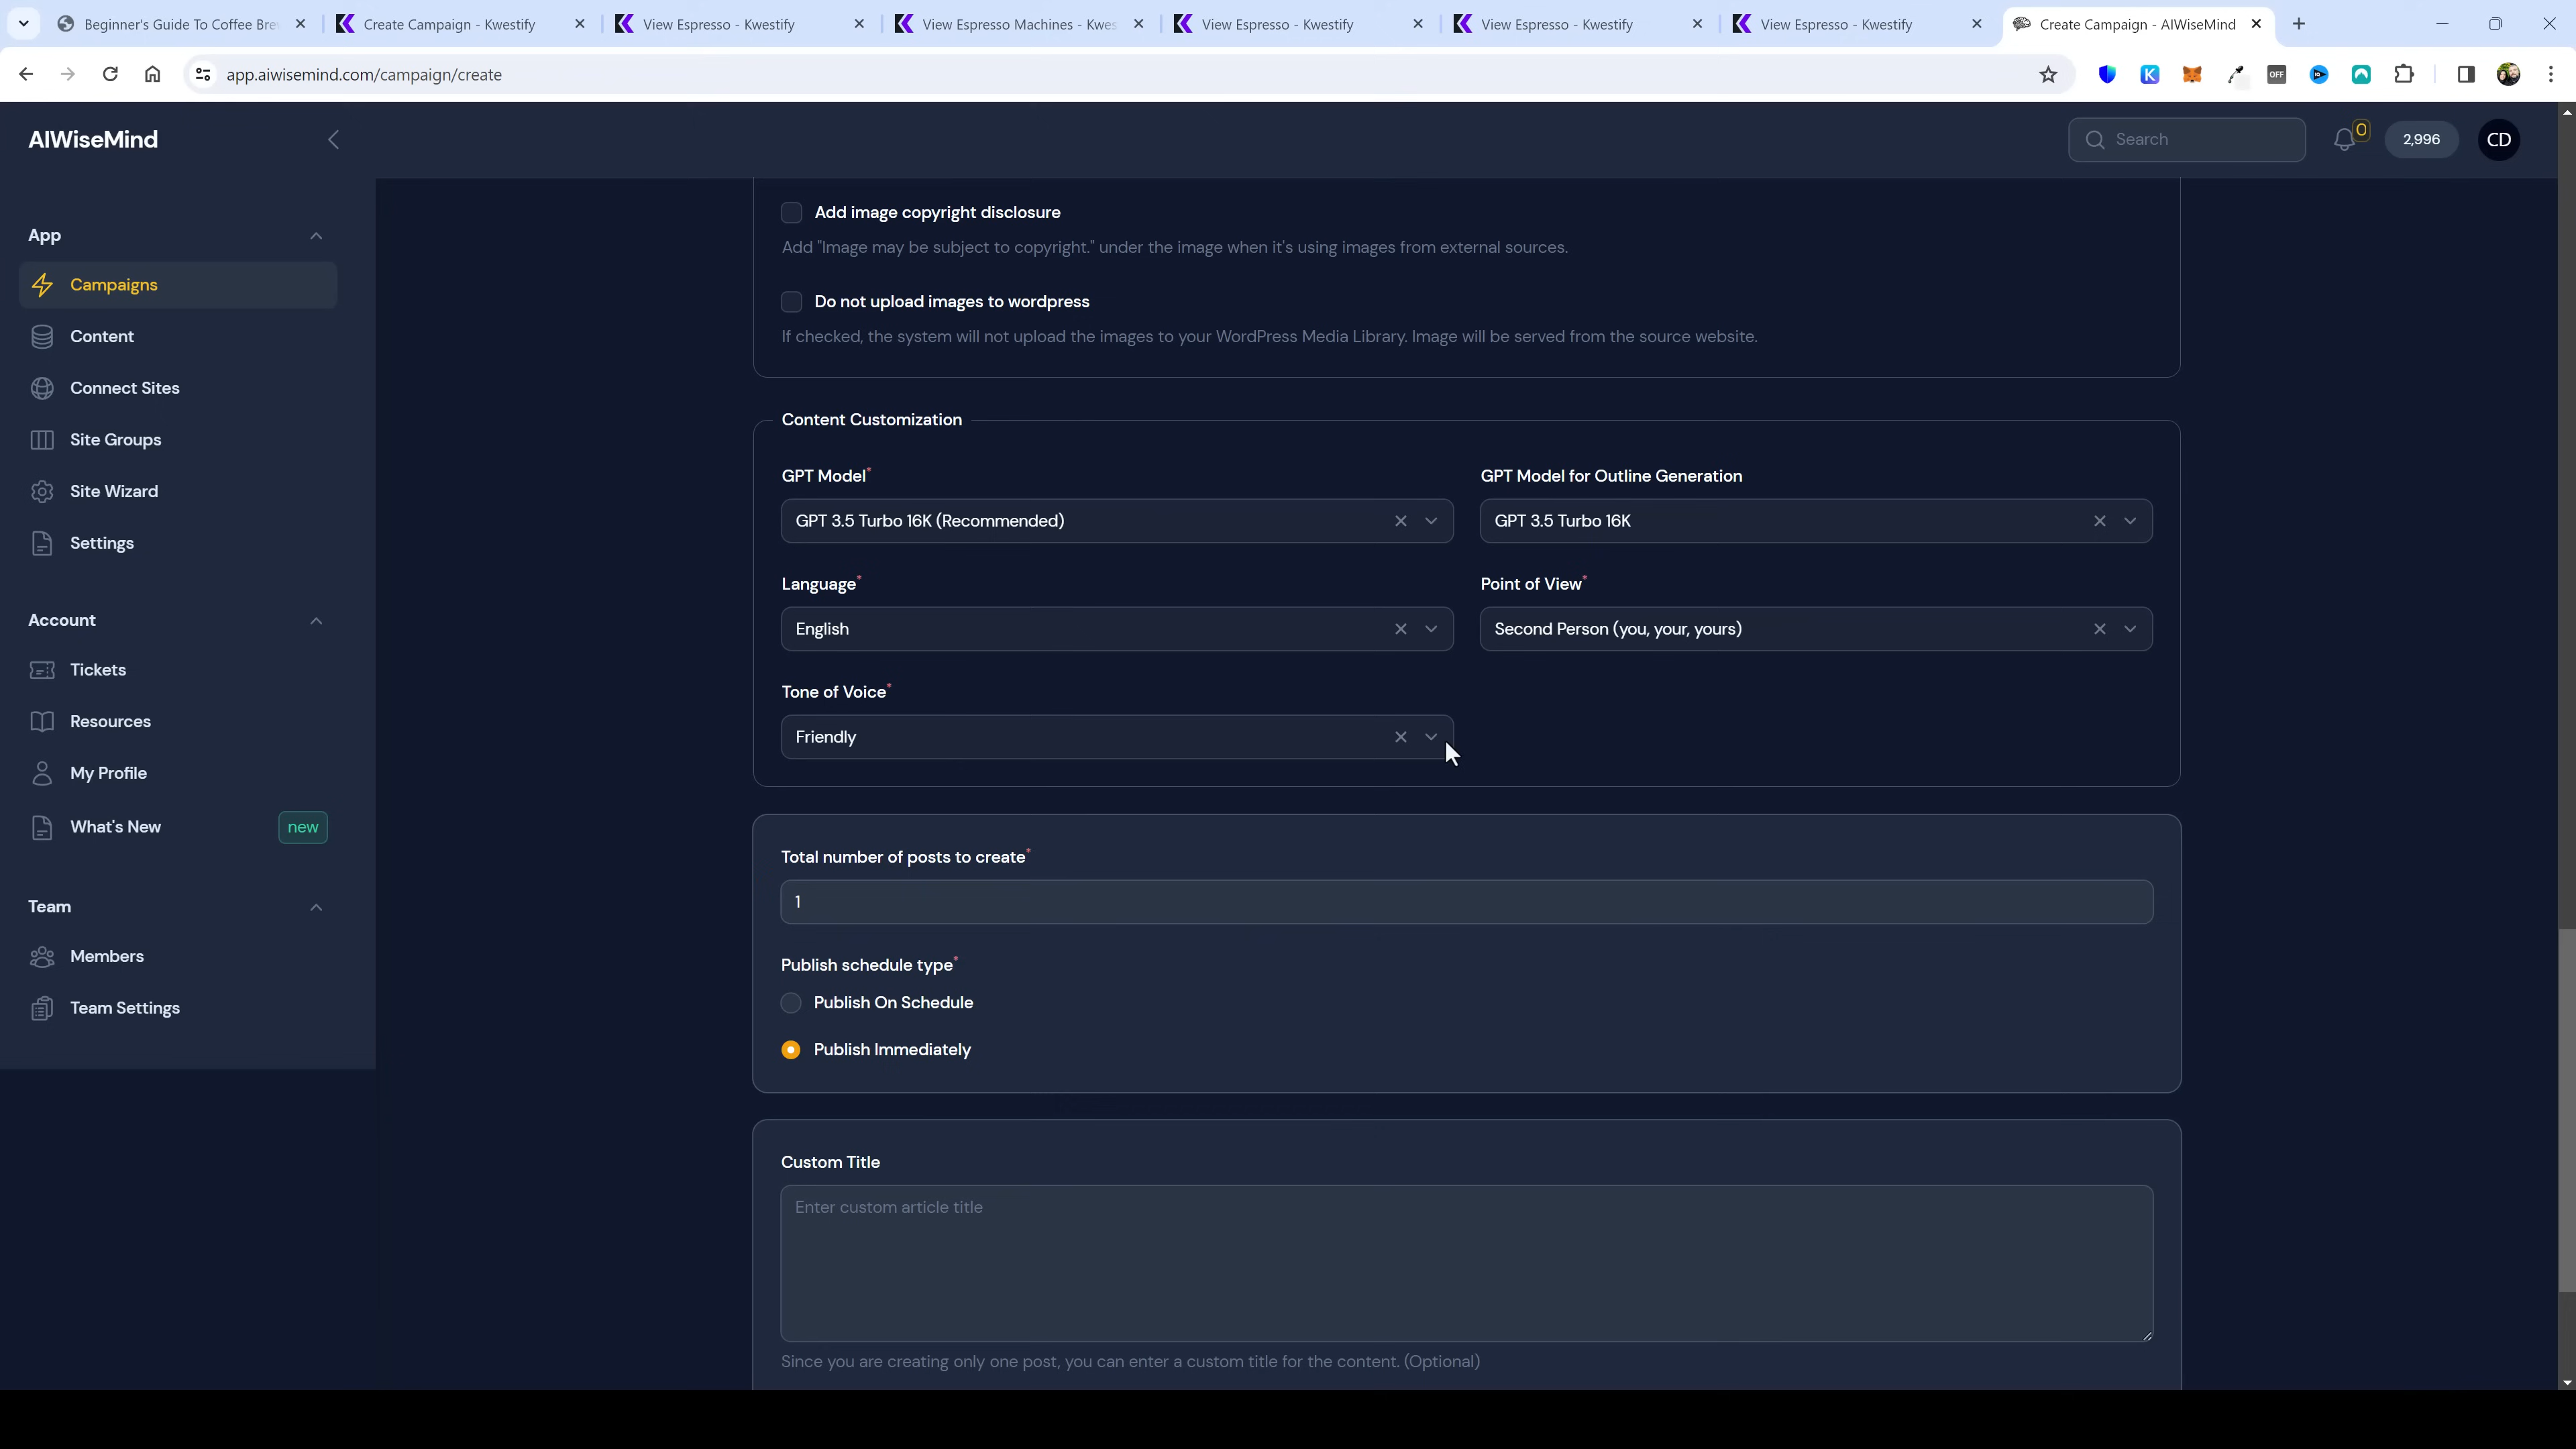 Beginner's Guide To Coffee Bre
Create Campaign - Kwestify
View Espresso - Kwestify
View Espresso Machines - Kwes
View Espresso - Kwestify
View Espresso - Kwestify
View Espresso - Kwestify
Create Campaign - AIWiseMind
app.aiwisemind.com/campaign/create
OFF
AIWiseMind
Search
0
2,996
CD
App
Campaigns
Content
Connect Sites
Site Groups
Site Wizard
Settings
Account
Tickets
Resources
My Profile
What's New
new
Team
Members
Team Settings
Add image copyright disclosure
Add "Image may be subject to copyright." under the image when it's using images from external sources.
Do not upload images to wordpress
If checked, the system will not upload the images to your WordPress Media Library. Image will be served from the source website.
Content Customization
GPT Model*
GPT 3.5 Turbo 16K (Recommended)
GPT Model for Outline Generation
GPT 3.5 Turbo 16K
Language*
English
Point of View*
Second Person (you, your, yours)
Tone of Voice*
Friendly
Total number of posts to create*
1
Publish schedule type*
Publish On Schedule
Publish Immediately
Custom Title
Enter custom article title
Since you are creating only one post, you can enter a custom title for the content. (Optional)